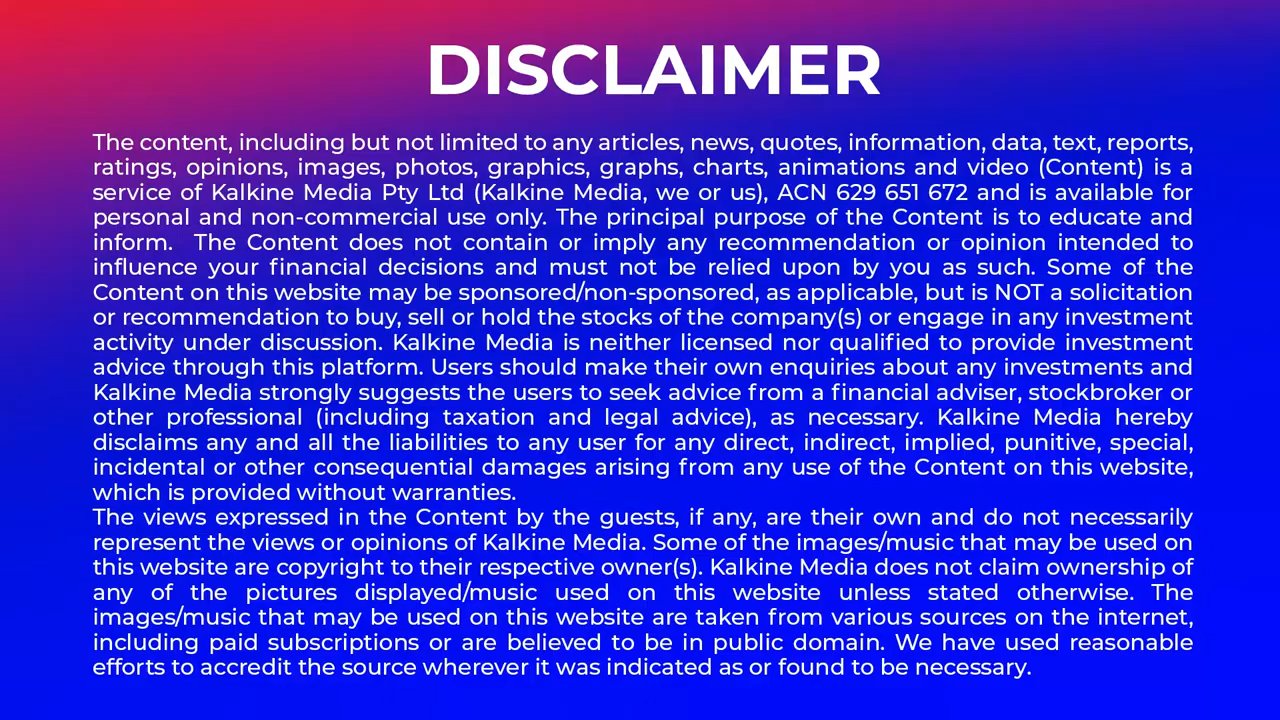 DISCLAIMER
The content, including but not limited to any articles, news, quotes, information, data, text, reports,
ratings, opinions, images, photos, graphics, graphs, charts, animations and video (Content) is a
service of Kalkine Media Pty Ltd (Kalkine Media, we or us), ACN 629 651 672 and is available for
personal and non-commercial use only. The principal purpose of the Content is to educate and
inform.  The Content does not contain or imply any recommendation or opinion intended to
influence your financial decisions and must not be relied upon by you as such. Some of the
Content on this website may be sponsored/non-sponsored, as applicable, but is NOT a solicitation
or recommendation to buy, sell or hold the stocks of the company(s) or engage in any investment
activity under discussion. Kalkine Media is neither licensed nor qualified to provide investment
advice through this platform. Users should make their own enquiries about any investments and
Kalkine Media strongly suggests the users to seek advice from a financial adviser, stockbroker or
other professional (including taxation and legal advice), as necessary. Kalkine Media hereby
disclaims any and all the liabilities to any user for any direct, indirect, implied, punitive, special,
incidental or other consequential damages arising from any use of the Content on this website,
which is provided without warranties.
The views expressed in the Content by the guests, if any, are their own and do not necessarily
represent the views or opinions of Kalkine Media. Some of the images/music that may be used on
this website are copyright to their respective owner(s). Kalkine Media does not claim ownership of
any of the pictures displayed/music used on this website unless stated otherwise. The
images/music that may be used on this website are taken from various sources on the internet,
including paid subscriptions or are believed to be in public domain. We have used reasonable
efforts to accredit the source wherever it was indicated as or found to be necessary.